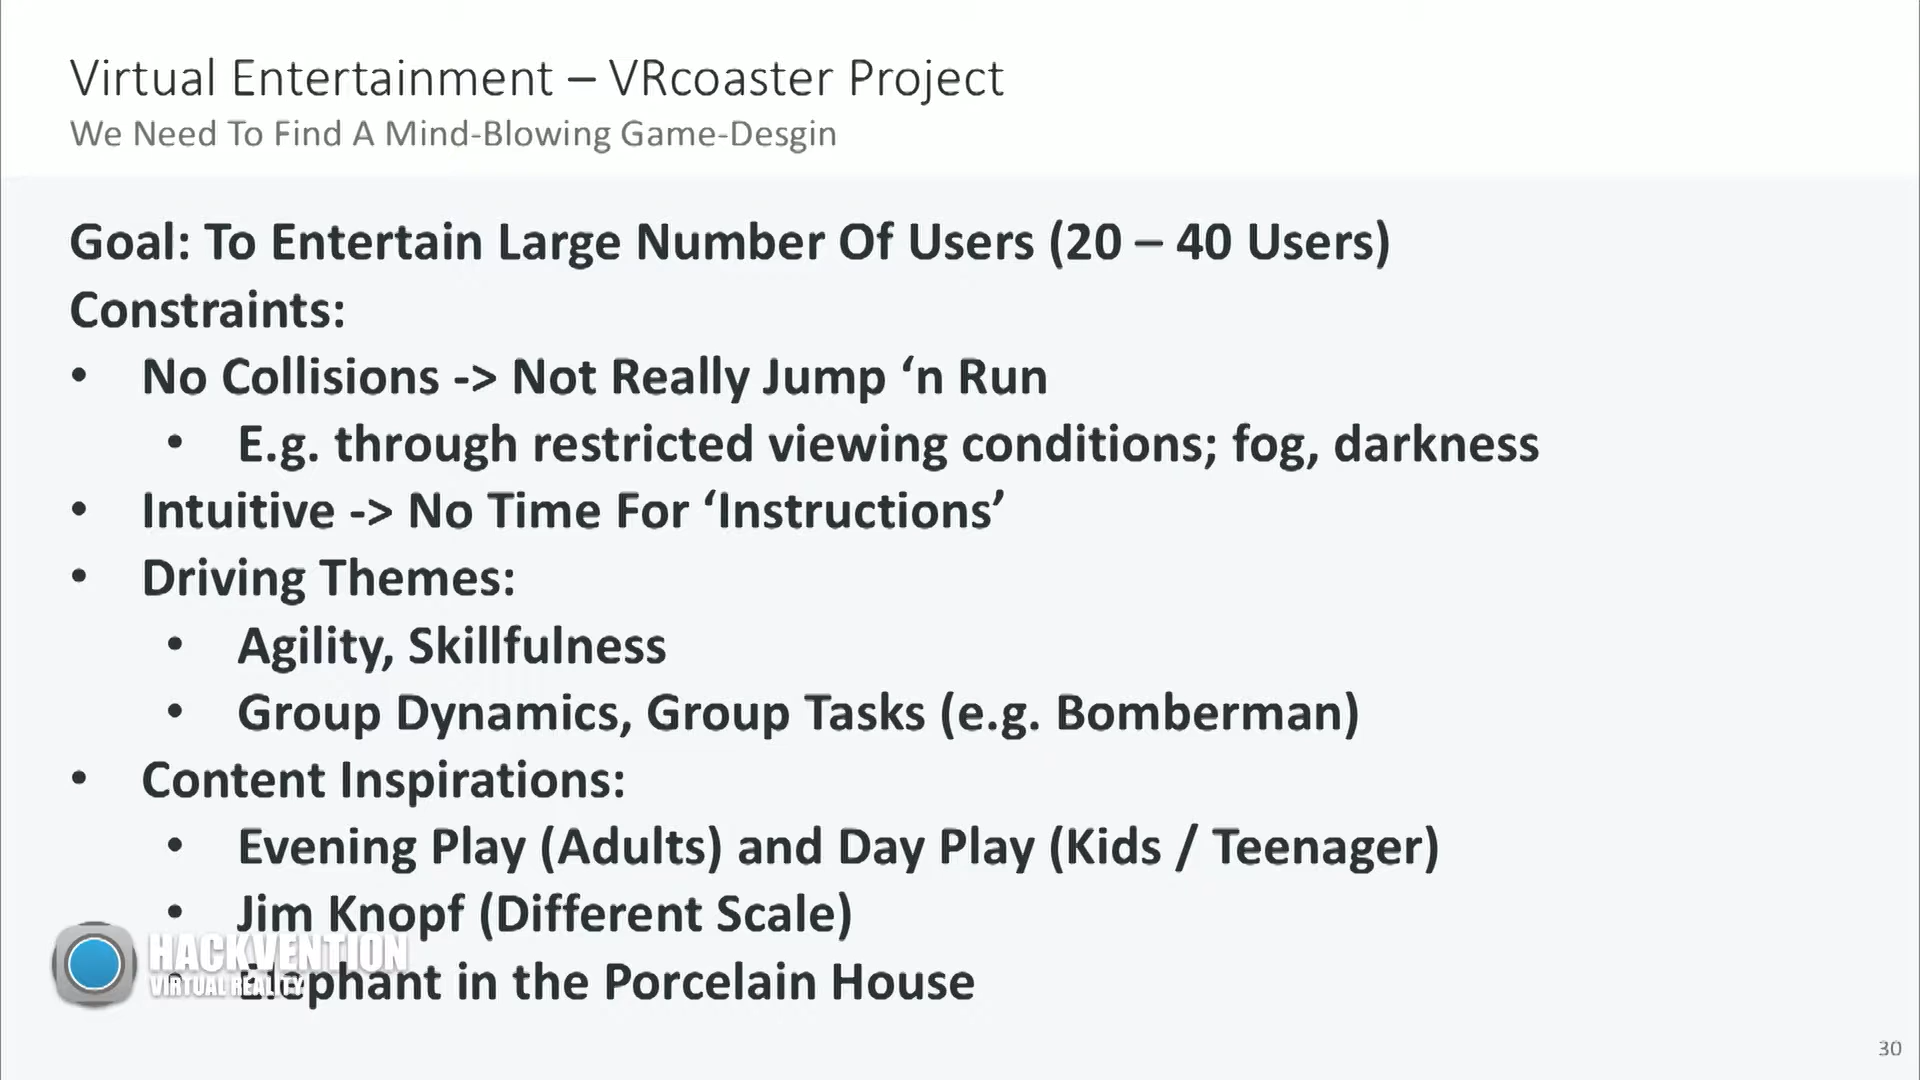 Virtual Entertainment – VRcoaster Project
We Need To Find A Mind-Blowing Game-Desgin
Goal: To Entertain Large Number Of Users (20 – 40 Users)
Constraints:
• No Collisions -> Not Really Jump ‘n Run
• E.g. through restricted viewing conditions; fog, darkness
• Intuitive -> No Time For ‘Instructions’
• Driving Themes:
• Agility, Skillfulness
• Group Dynamics, Group Tasks (e.g. Bomberman)
• Content Inspirations:
• Evening Play (Adults) and Day Play (Kids / Teenager)
• Jim Knopf (Different Scale)
• Elephant in the Porcelain House
HACKVENTION
VIRTUAL REALITY
30